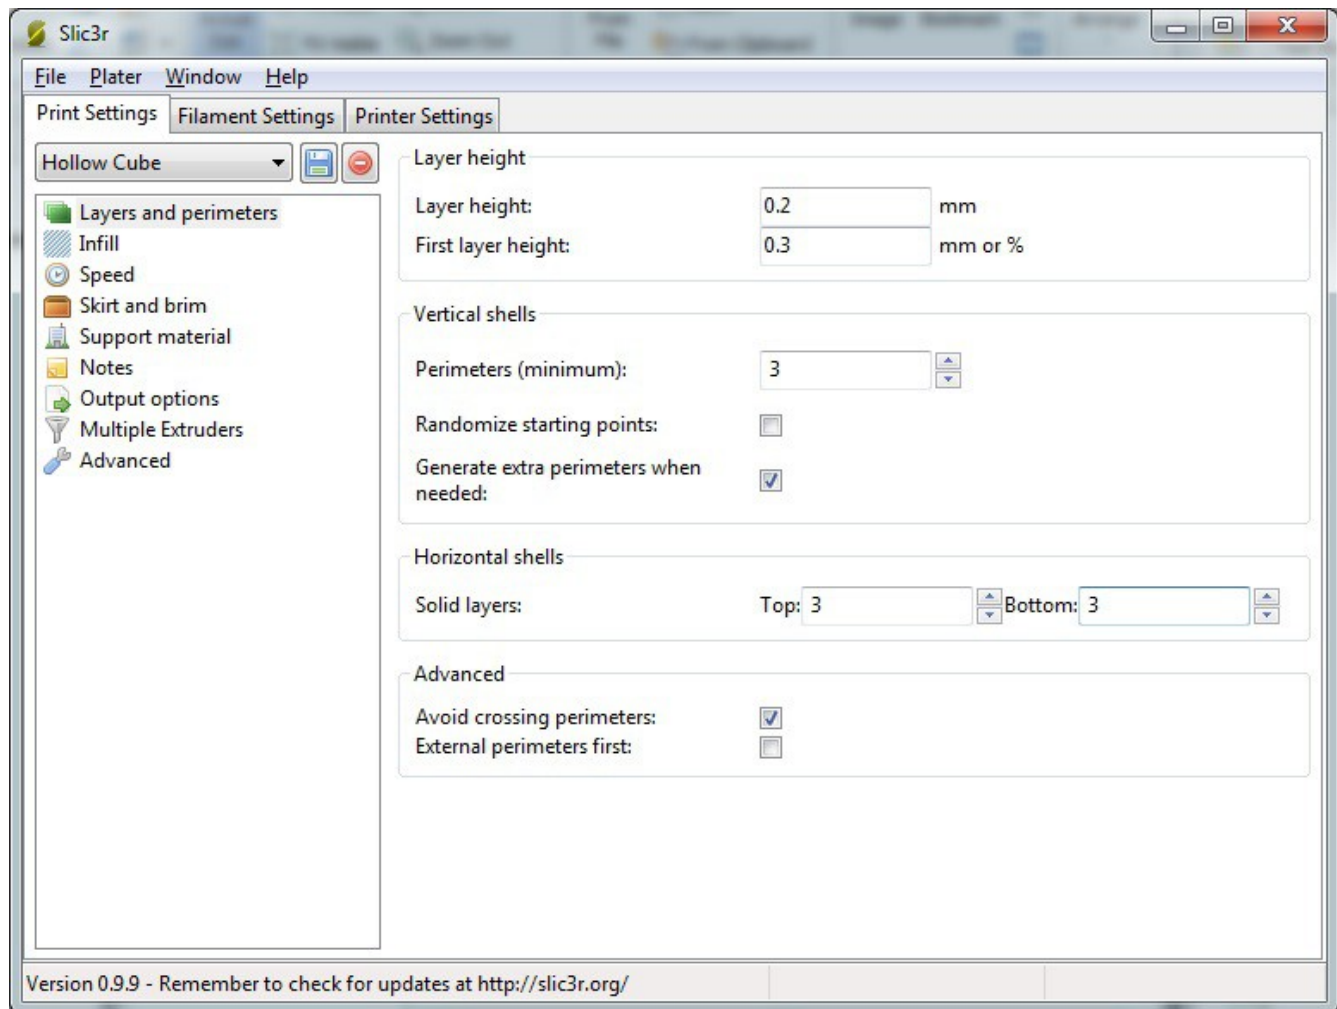 Slic3r
File Plater Window Help
Print Settings Filament Settings Printer Settings
Hollow Cube
Layers and perimeters
Infill
Speed
Skirt and brim
Support material
Notes
Output options
Multiple Extruders
Advanced
Layer height
Layer height: 0.2 mm
First layer height: 0.3 mm or %
Vertical shells
Perimeters (minimum): 3
Randomize starting points:
Generate extra perimeters when
needed:
Horizontal shells
Solid layers: Top: 3 Bottom: 3
Advanced
Avoid crossing perimeters:
External perimeters first:
Version 0.9.9 - Remember to check for updates at http://slic3r.org/